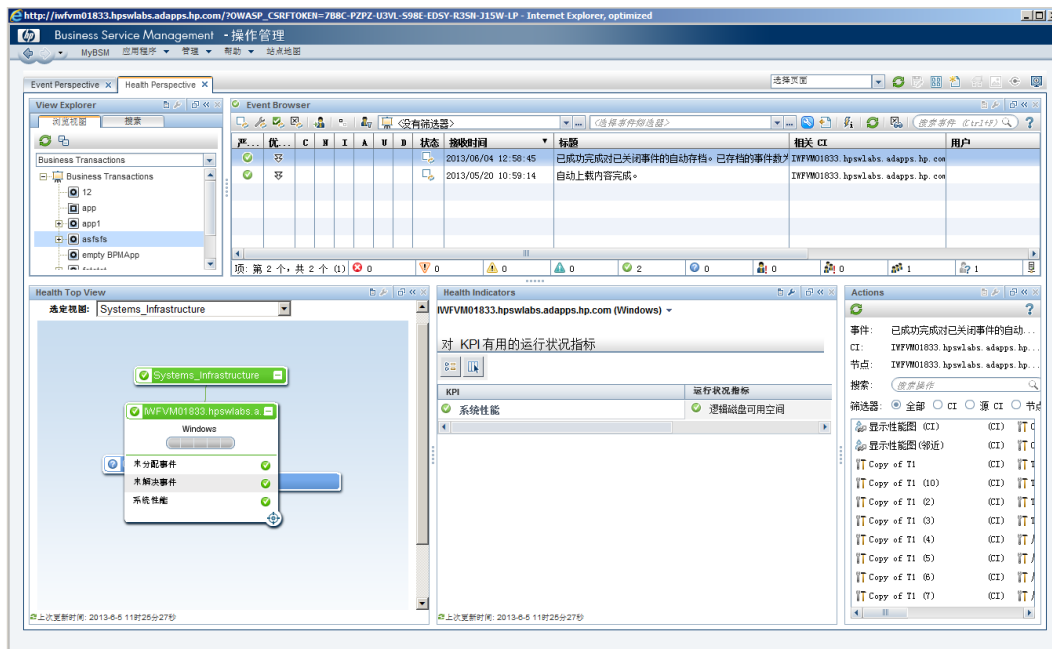 http://iwfvm01833.hpswlabs.adapps.hp.com/?OWASP_CSRFTOKEN=7B8C-PZPZ-U3VL-S98E-EDSY-R3SN-J15W-LP - Internet Explorer, optimized
hp Business Service Management - 操作管理
MyBSM 应用程序 管理 帮助 站点地图
Event Perspective Health Perspective 选择页面
View Explorer
浏览视图 搜索
Business Transactions
Business Transactions
12
app
app1
asfsfs
empty BPMApp
Event Browser
<没有筛选器> ... <选择事件筛选器> ... (搜索事件 (Ctrl+F)
严... 优... C N I A U D 状态 接收时间 标题 相关 CI 用户
2013/06/04 12:58:45 已成功完成对已关闭事件的自动存档。已存档的事件数为 IWFVM01833.hpswlabs.adapps.hp.com
2013/05/20 10:59:14 自动上载内容完成。 IWFVM01833.hpswlabs.adapps.hp.com
项: 第 2 个, 共 2 个 (1) 0 0 0 0 2 0 0 0 1 1
Health Top View
选定视图: Systems_Infrastructure
Systems_Infrastructure
IWFVM01833.hpswlabs.a.
Windows
未分配事件
未解决事件
系统性能
上次更新时间: 2013-6-5 11时25分27秒
Health Indicators
IWFVM01833.hpswlabs.adapps.hp.com (Windows)
对 KPI 有用的运行状况指标
KPI 运行状况指标
系统性能 逻辑磁盘可用空间
上次更新时间: 2013-6-5 11时25分27秒
Actions
事件: 已成功完成对已关闭事件的自动...
CI: IWFVM01833.hpswlabs.adapps.hp...
节点: IWFVM01833.hpswlabs.adapps.hp...
搜索: (搜索操作
筛选器: 全部 CI 源 CI 节点
显示性能图 (CI) (CI)
显示性能图(邻近) (CI)
Copy of T1 (CI)
Copy of T1 (10) (CI)
Copy of T1 (2) (CI)
Copy of T1 (3) (CI)
Copy of T1 (4) (CI)
Copy of T1 (5) (CI)
Copy of T1 (6) (CI)
Copy of T1 (7) (CI)